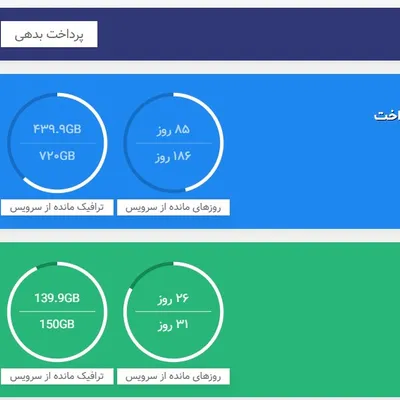 پرداخت بدهی
۸۵ روز
۱۸۶ روز
۴۳۹.۹GB
۷۲۰GB
روزهای مانده از سرویس
ترافیک مانده از سرویس
۲۶ روز
۳۱ روز
139.9GB
150GB
روزهای مانده از سرویس
ترافیک مانده از سرویس